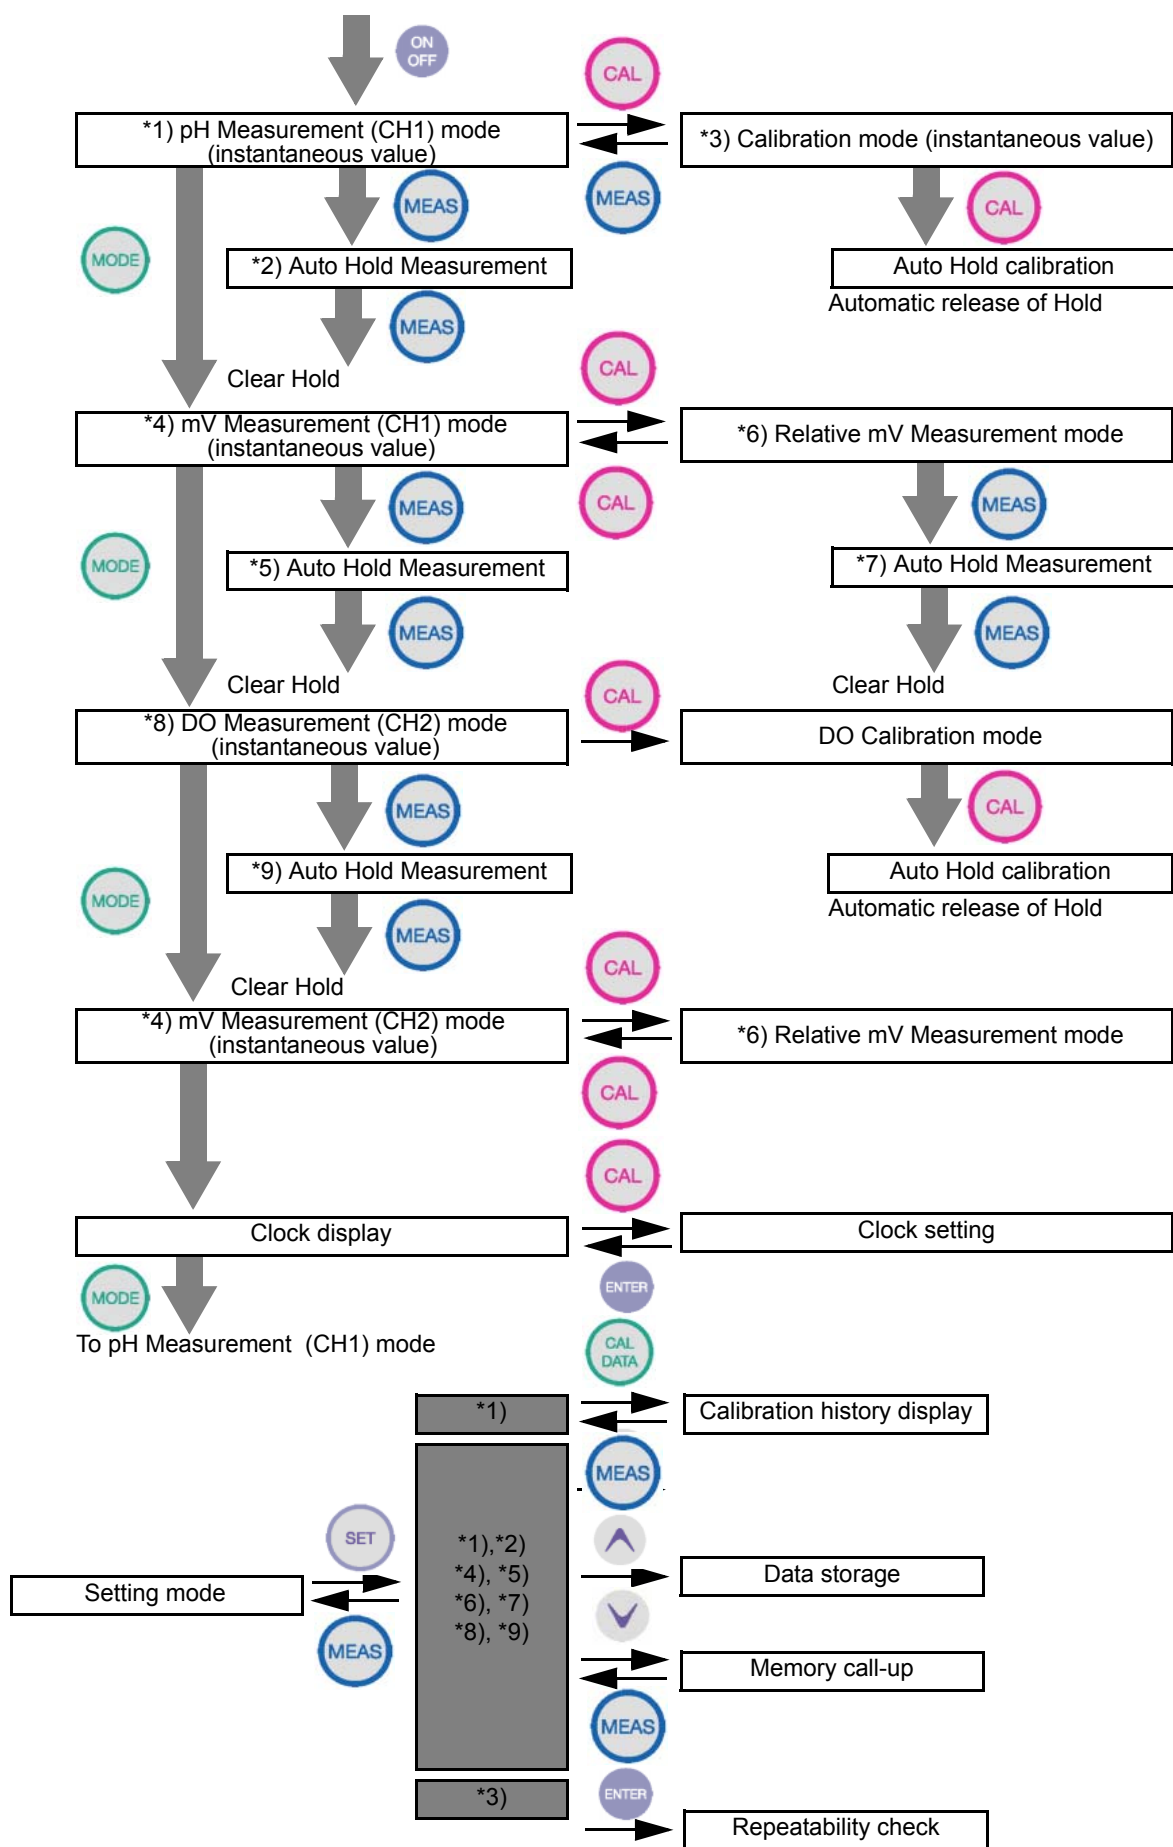 ON
OFF
CAL
*1) pH Measurement (CH1) mode
(instantaneous value)
*3) Calibration mode (instantaneous value)
MEAS
MEAS
CAL
MODE
*2) Auto Hold Measurement
Auto Hold calibration
Automatic release of Hold
MEAS
CAL
Clear Hold
*4) mV Measurement (CH1) mode
(instantaneous value)
*6) Relative mV Measurement mode
MEAS
CAL
MEAS
MODE
*5) Auto Hold Measurement
*7) Auto Hold Measurement
MEAS
MEAS
Clear Hold
CAL
Clear Hold
*8) DO Measurement (CH2) mode
(instantaneous value)
DO Calibration mode
MEAS
CAL
MODE
*9) Auto Hold Measurement
Auto Hold calibration
Automatic release of Hold
MEAS
CAL
Clear Hold
*4) mV Measurement (CH2) mode
(instantaneous value)
*6) Relative mV Measurement mode
CAL
CAL
Clock display
Clock setting
MODE
ENTER
To pH Measurement (CH1) mode
CAL
DATA
*1)
Calibration history display
MEAS
SET
*1),*2)
*4), *5)
*6), *7)
*8), *9)
Data storage
Setting mode
MEAS
Memory call-up
MEAS
*3)
ENTER
Repeatability check